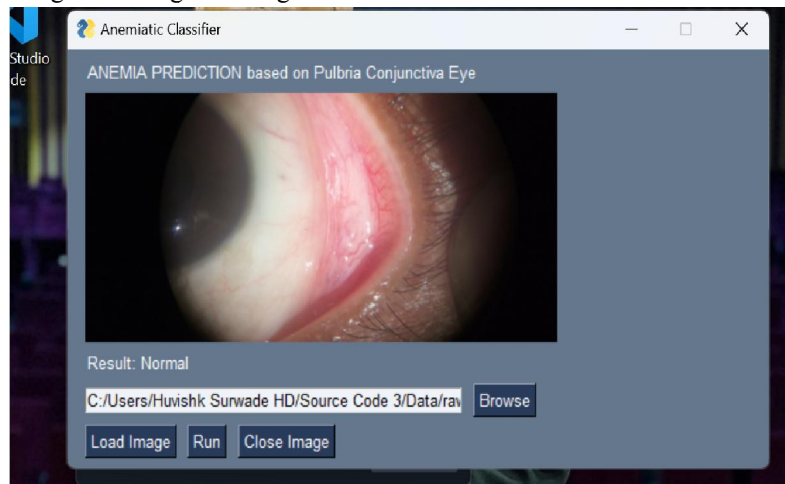 Studio
de
Anemiatic Classifier
ANEMIA PREDICTION based on Pulbria Conjunctiva Eye
Result: Normal
C:/Users/Huvishk Surwade HD/Source Code 3/Data/rav
Browse
Load Image Run Close Image